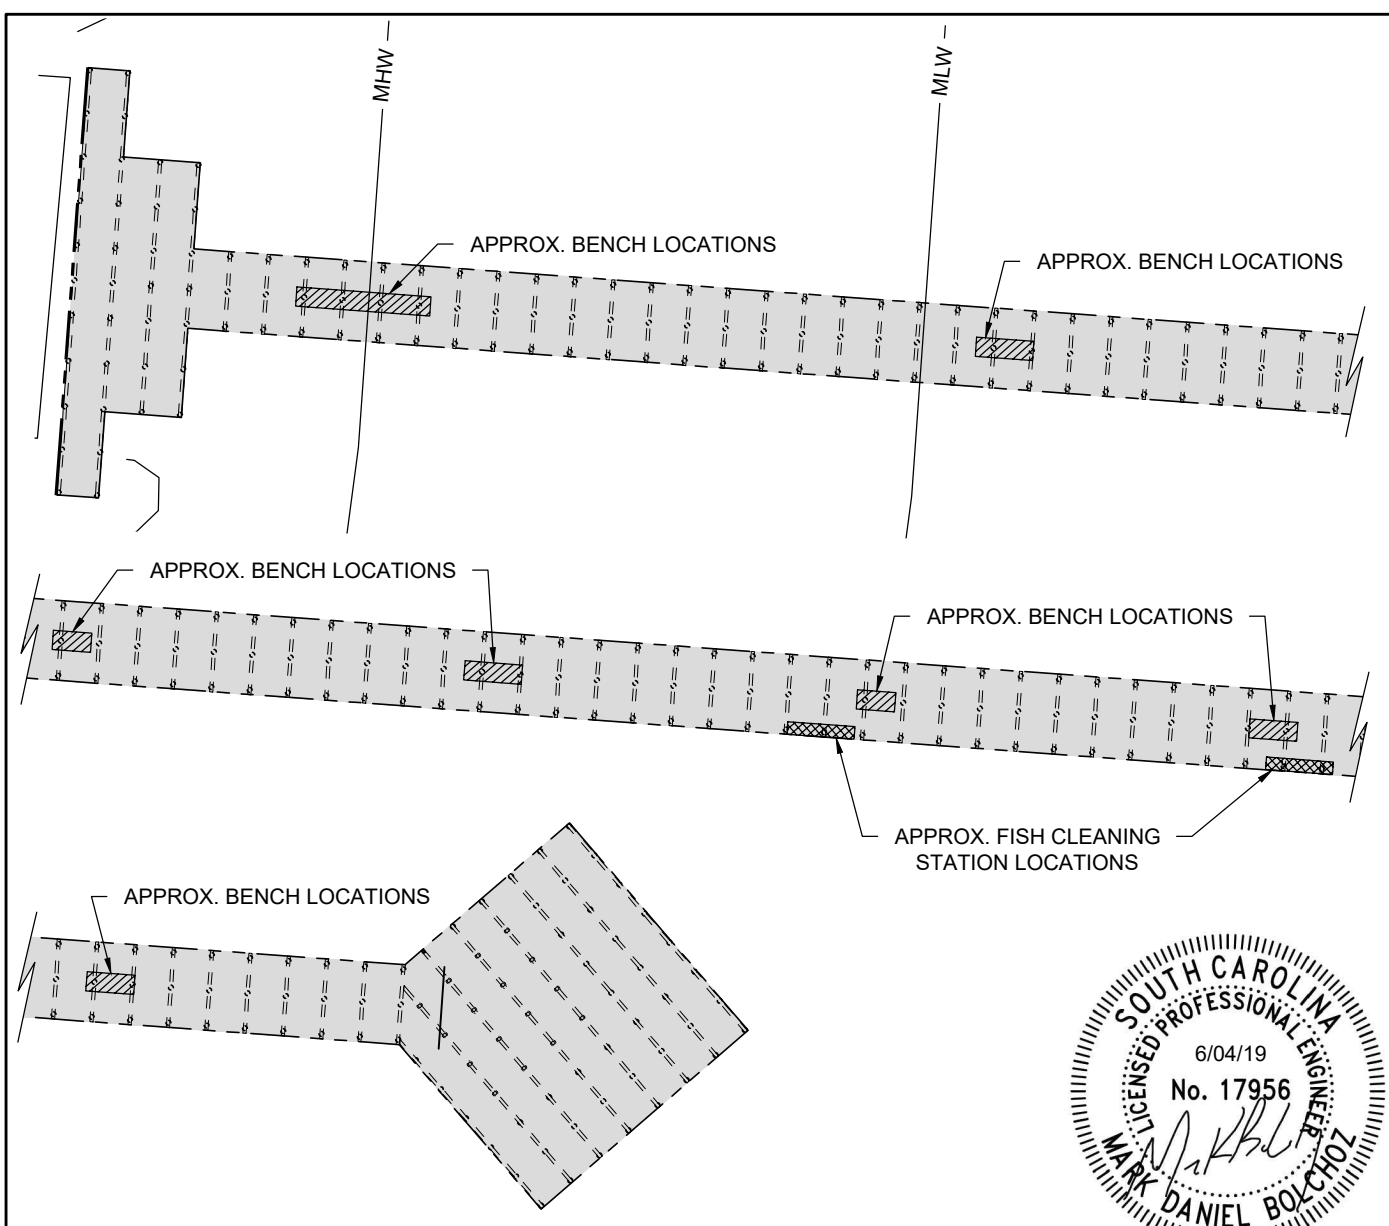 MHW
MLW
APPROX. BENCH LOCATIONS
APPROX. BENCH LOCATIONS
APPROX. BENCH LOCATIONS
APPROX. BENCH LOCATIONS
APPROX. FISH CLEANING
STATION LOCATIONS
APPROX. BENCH LOCATIONS
SOUTH CAROLINA
LICENSED PROFESSIONAL ENGINEER
6/04/19
No. 17956
MARK DANIEL BOLCHOZ